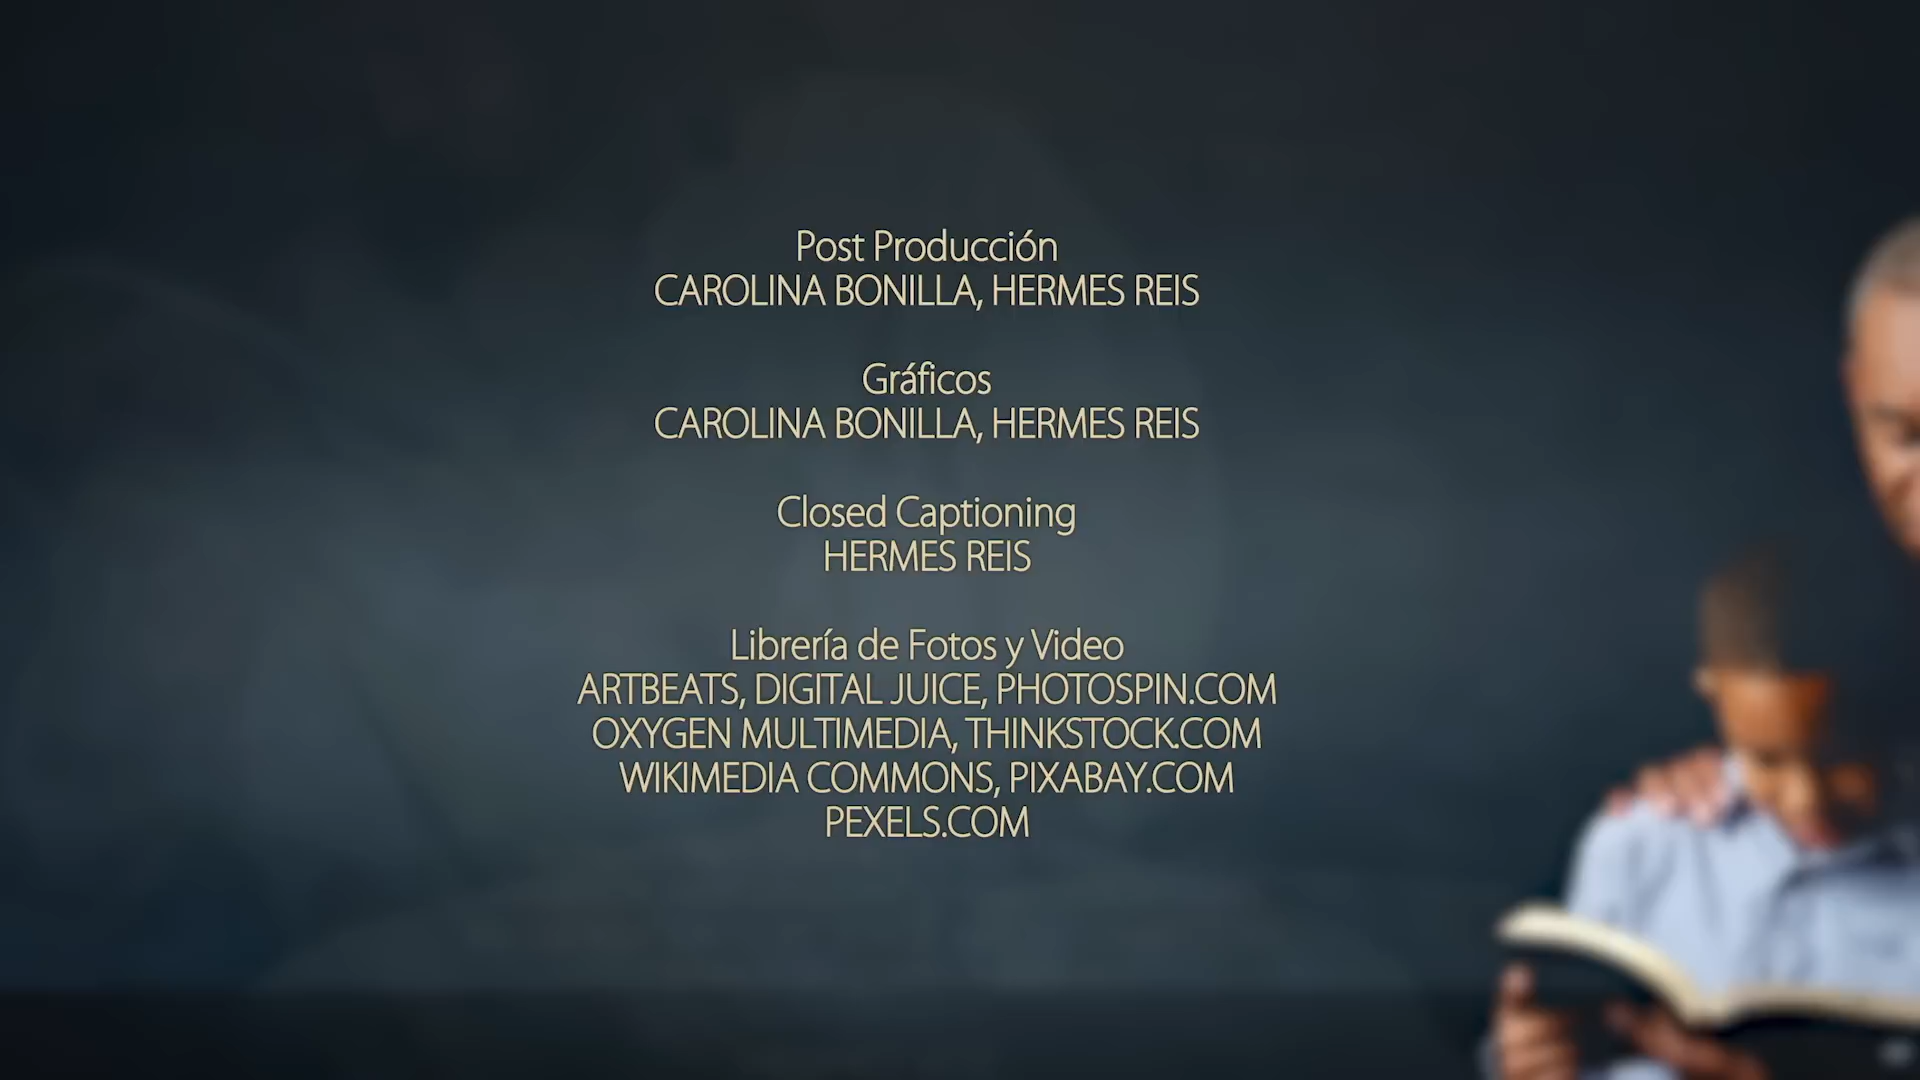 Post Producción
CAROLINA BONILLA, HERMES REIS
Gráficos
CAROLINA BONILLA, HERMES REIS
Closed Captioning
HERMES REIS
Librería de Fotos y Video
ARTBEATS, DIGITAL JUICE, PHOTOSPIN.COM
OXYGEN MULTIMEDIA, THINKSTOCK.COM
WIKIMEDIA COMMONS, PIXABAY.COM
PEXELS.COM